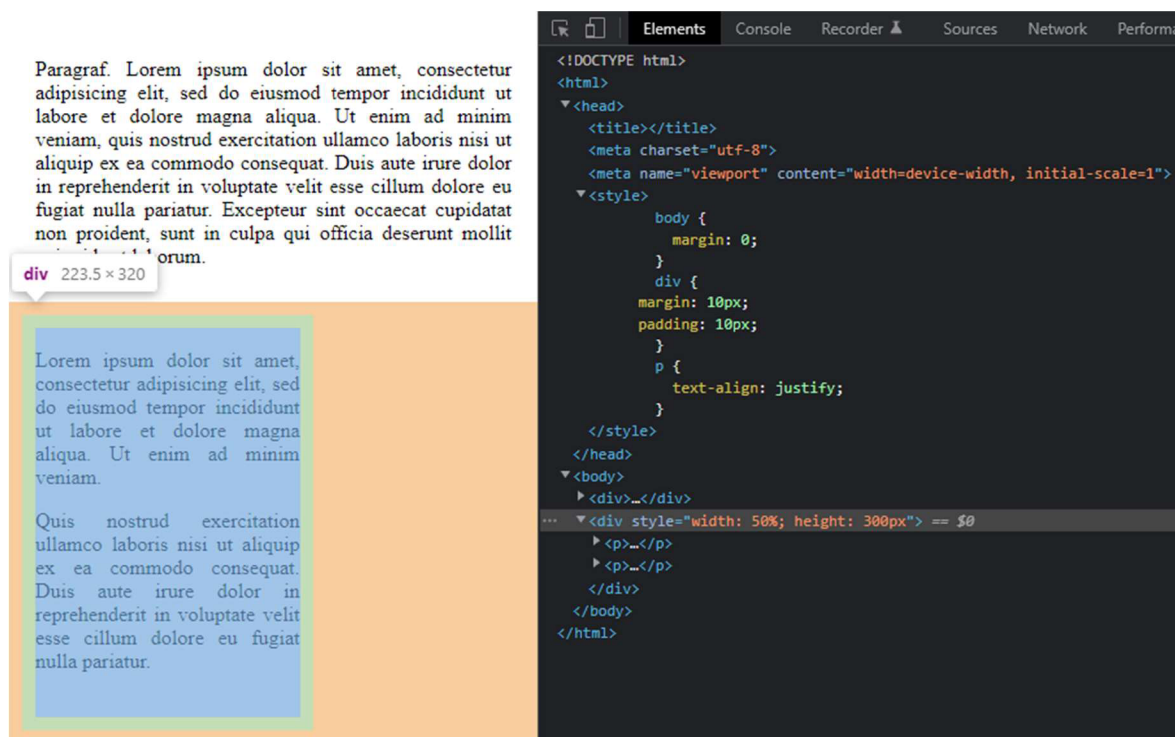 Paragraf. Lorem ipsum dolor sit amet, consectetur
adipisicing elit, sed do eiusmod tempor incididunt ut
labore et dolore magna aliqua. Ut enim ad minim
veniam, quis nostrud exercitation ullamco laboris nisi ut
aliquip ex ea commodo consequat. Duis aute irure dolor
in reprehenderit in voluptate velit esse cillum dolore eu
fugiat nulla pariatur. Excepteur sint occaecat cupidatat
non proident, sunt in culpa qui officia deserunt mollit
orum.
div 223.5 × 320
Lorem ipsum dolor sit amet,
consectetur adipisicing elit, sed
do eiusmod tempor incididunt
ut labore et dolore magna
aliqua. Ut enim ad minim
veniam.
Quis nostrud exercitation
ullamco laboris nisi ut aliquip
ex ea commodo consequat.
Duis aute irure dolor in
reprehenderit in voluptate velit
esse cillum dolore eu fugiat
nulla pariatur.
Elements Console Recorder Sources Network Performa
<!DOCTYPE html>
<html>
<head>
<title></title>
<meta charset="utf-8">
<meta name="viewport" content="width=device-width, initial-scale=1">
<style>
body {
margin: 0;
}
div {
margin: 10px;
padding: 10px;
}
p {
text-align: justify;
}
</style>
</head>
<body>
<div>…</div>
<div style="width: 50%; height: 300px"> == $0
<p>…</p>
<p>…</p>
</div>
</body>
</html>